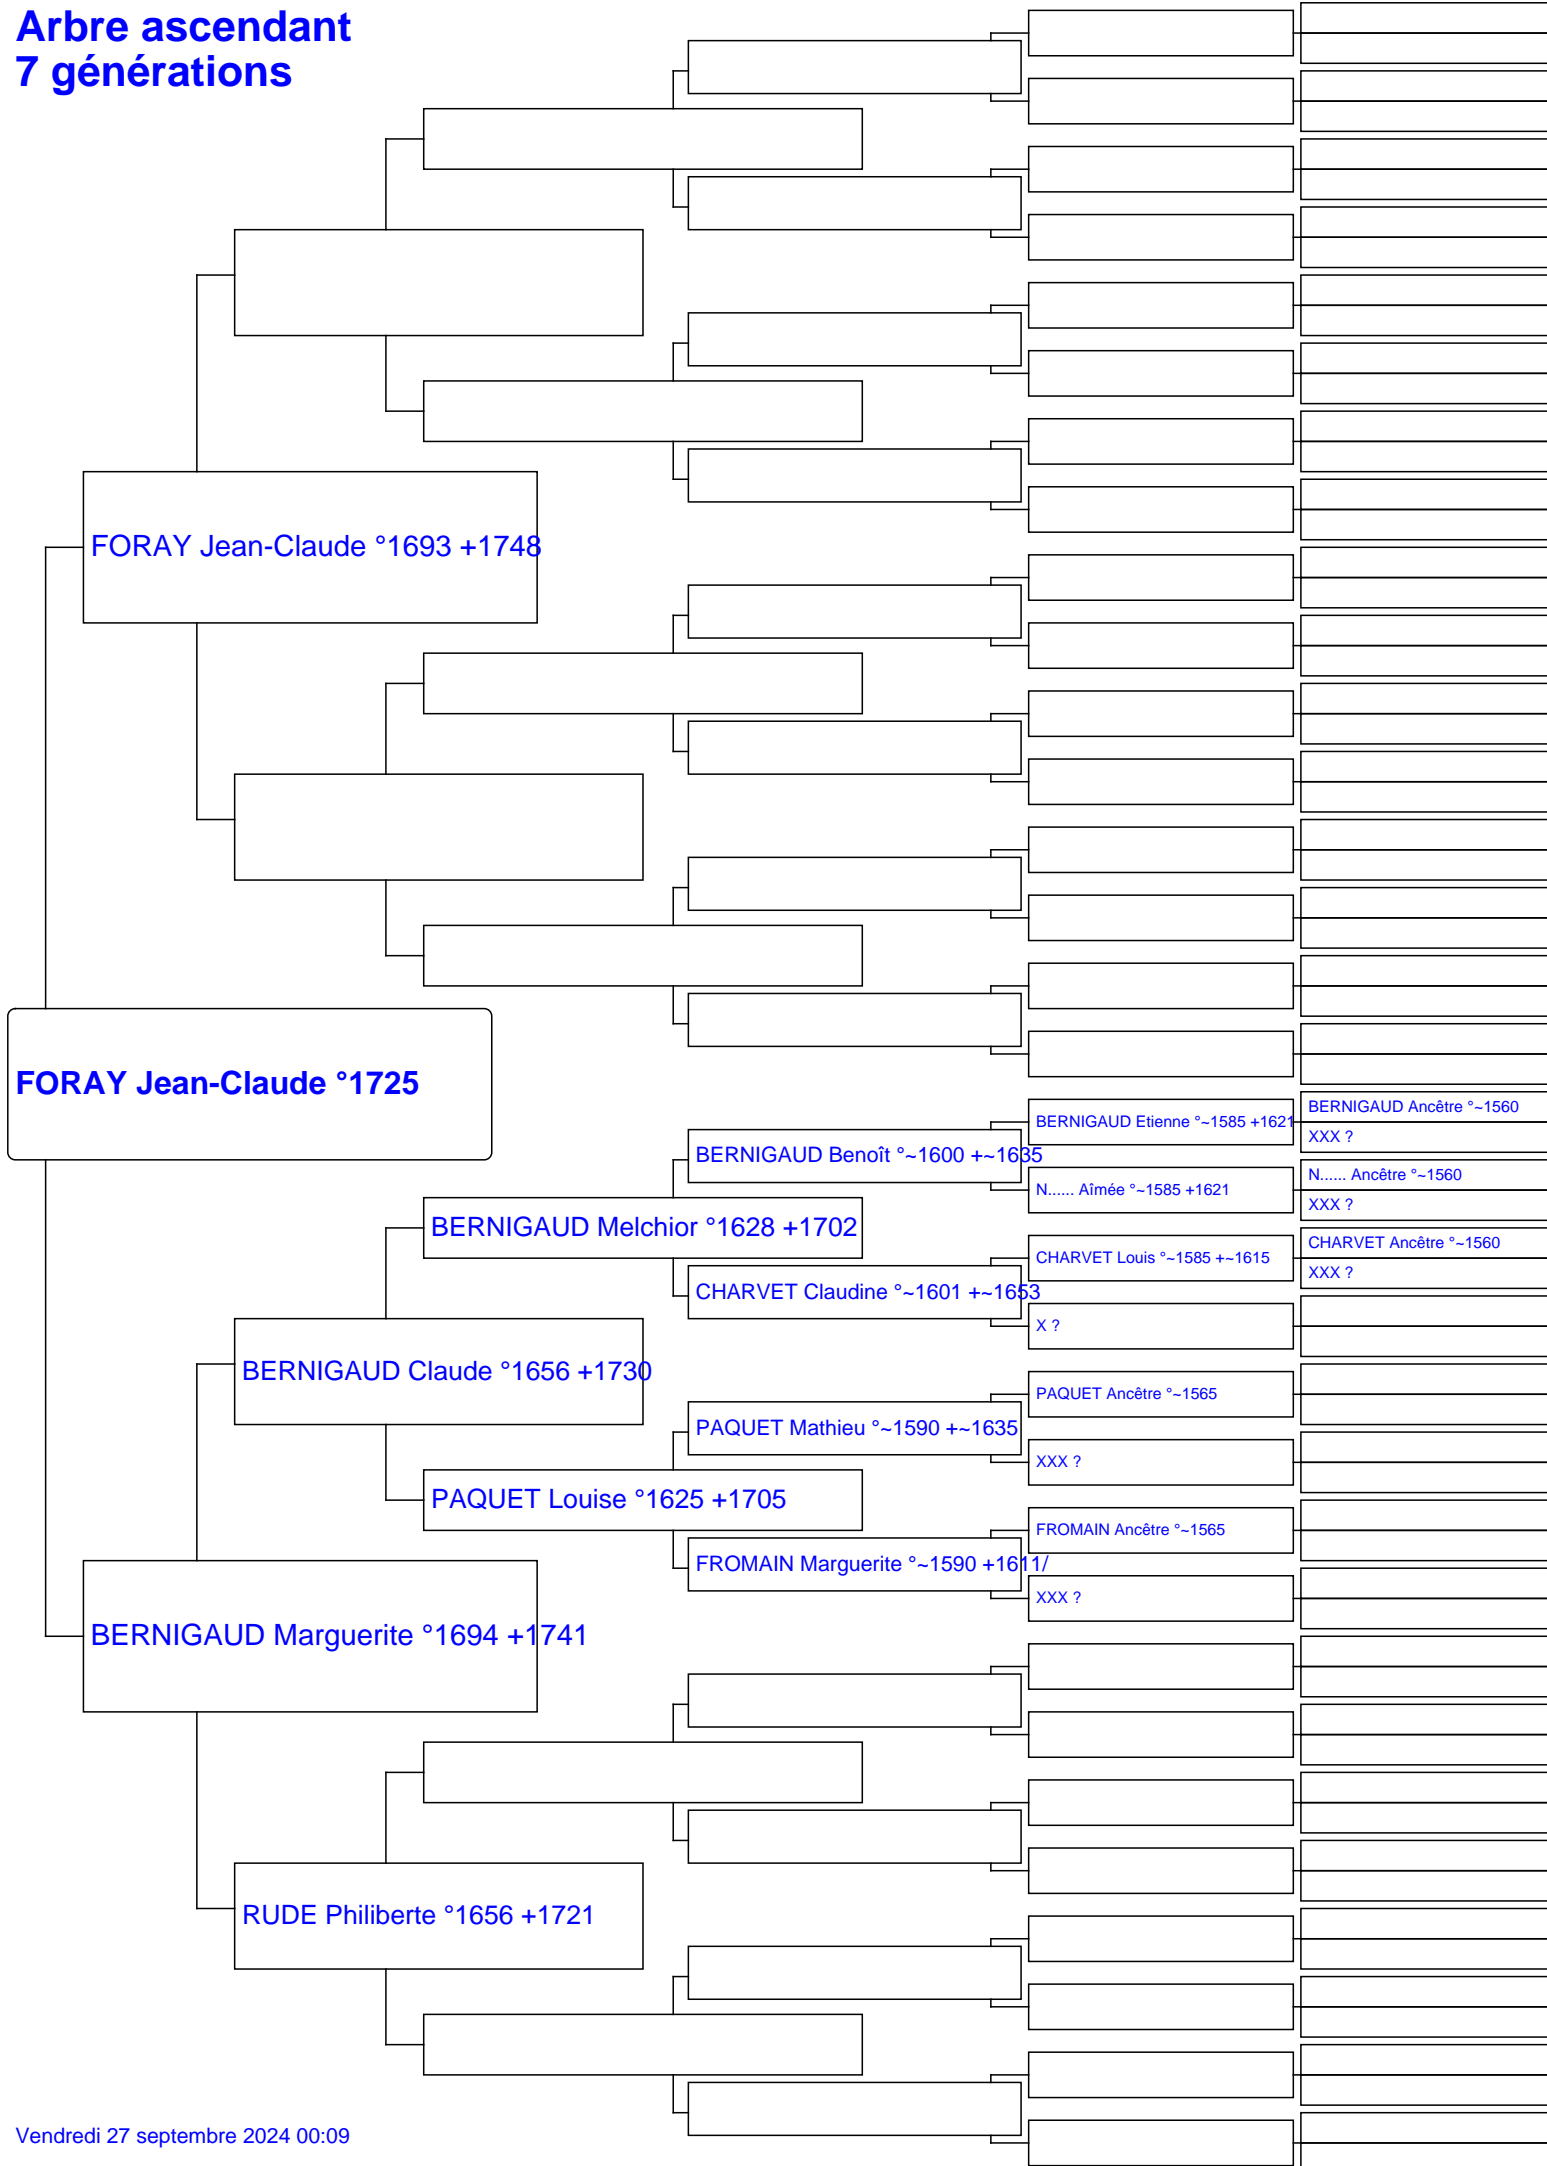 Arbre ascendant
7 générations
FORAY Jean-Claude °1693 +1748
FORAY Jean-Claude °1725
BERNIGAUD Ancêtre °~1560
BERNIGAUD Etienne °~1585 +1621
XXX ?
BERNIGAUD Benoît °~1600 +~1635
N...... Ancêtre °~1560
N...... Aîmée °~1585 +1621
XXX ?
BERNIGAUD Melchior °1628 +1702
CHARVET Ancêtre °~1560
CHARVET Louis °~1585 +~1615
XXX ?
CHARVET Claudine °~1601 +~1653
X ?
BERNIGAUD Claude °1656 +1730
PAQUET Ancêtre °~1565
PAQUET Mathieu °~1590 +~1635
XXX ?
PAQUET Louise °1625 +1705
FROMAIN Ancêtre °~1565
FROMAIN Marguerite °~1590 +1611/
XXX ?
BERNIGAUD Marguerite °1694 +1741
RUDE Philiberte °1656 +1721
Vendredi 27 septembre 2024 00:09